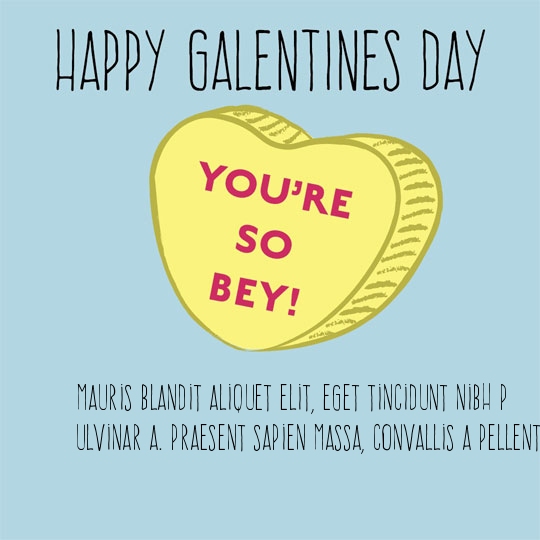 HAPPY GALENTINES DAY
YOU'RE
SO
BEY!
MAURIS BLANDIT ALIQUET ELIT, EGET TINCIDUNT NIBH P
ULVINAR A. PRAESENT SAPIEN MASSA, CONVALLIS A PELLENT